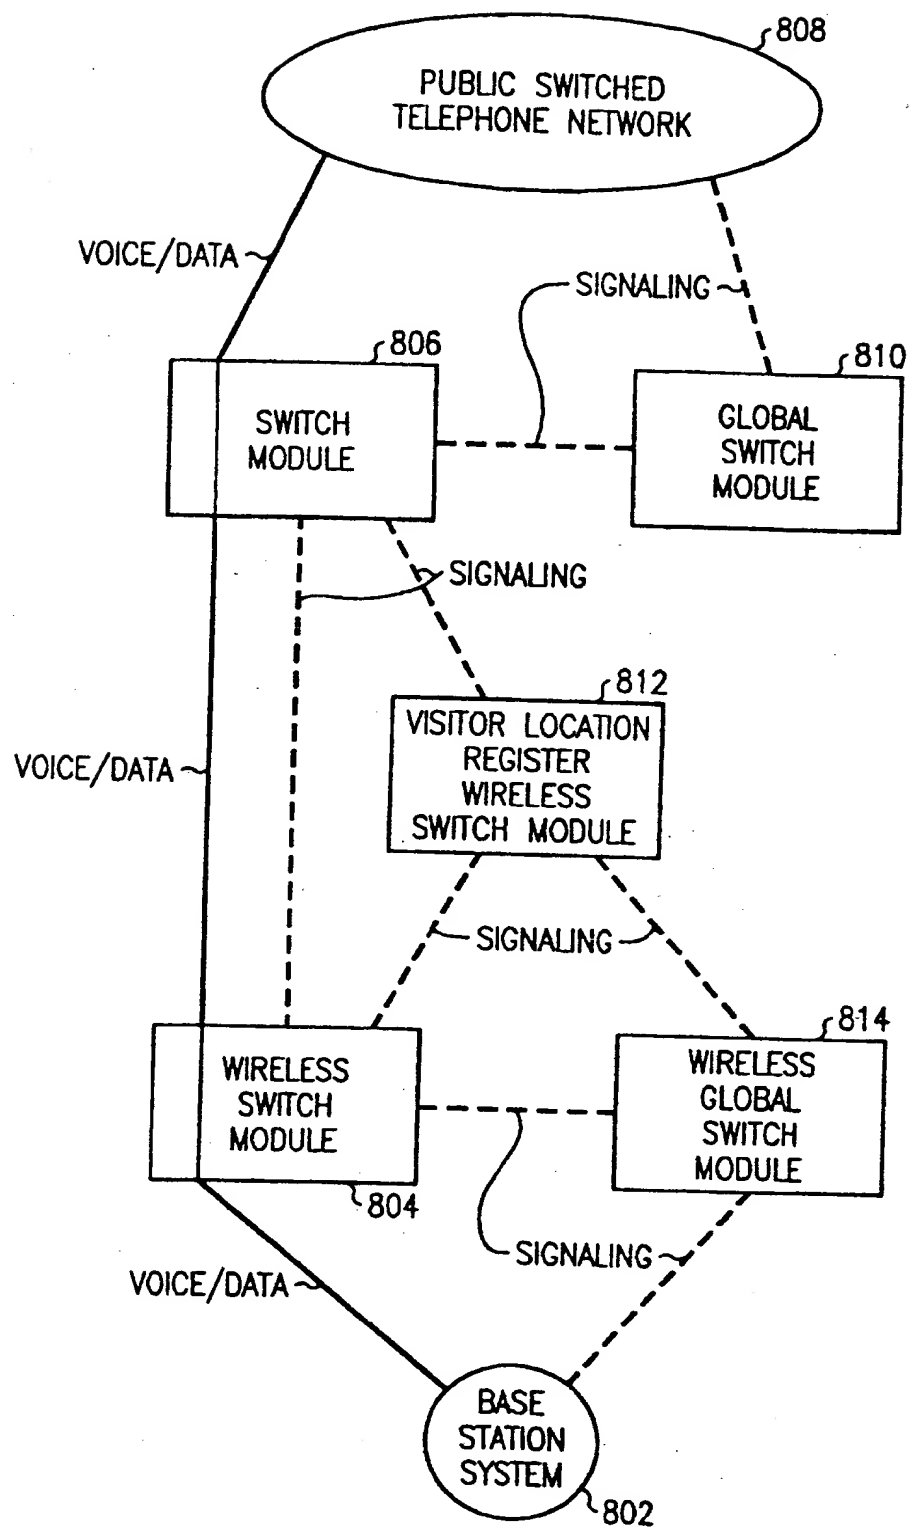 808
PUBLIC SWITCHED
TELEPHONE NETWORK
VOICE/DATA
SIGNALING
806
810
SWITCH
MODULE
GLOBAL
SWITCH
MODULE
SIGNALING
812
VISITOR LOCATION
REGISTER
WIRELESS
SWITCH MODULE
VOICE/DATA
SIGNALING
814
WIRELESS
SWITCH
MODULE
WIRELESS
GLOBAL
SWITCH
MODULE
804
SIGNALING
VOICE/DATA
BASE
STATION
SYSTEM
802